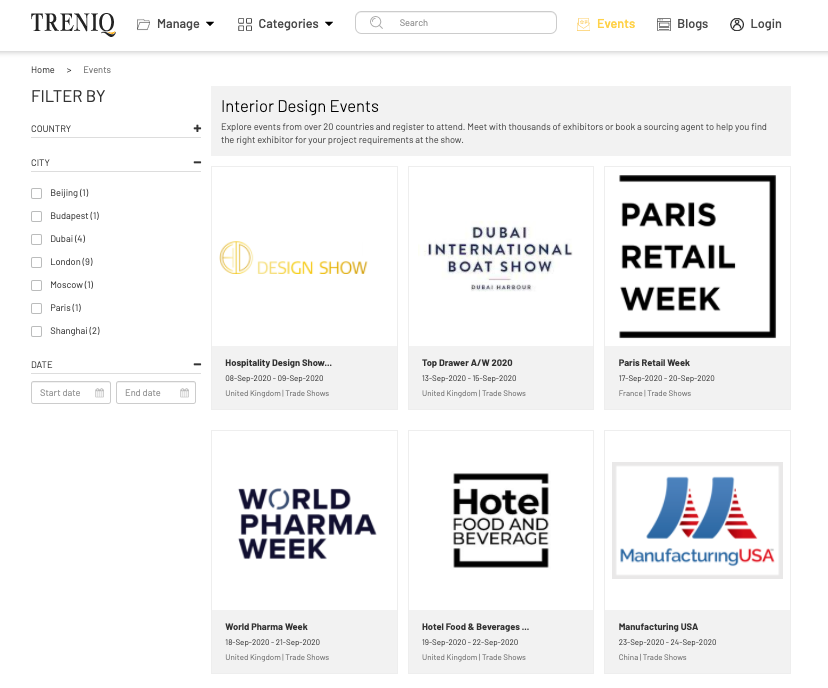 TRENIQ
Manage
Categories
Search
Events
Blogs
Login
Home > Events
FILTER BY
COUNTRY
CITY
Beijing (1)
Budapest (1)
Dubai (4)
London (9)
Moscow (1)
Paris (1)
Shanghai (2)
DATE
Start date
End date
Interior Design Events
Explore events from over 20 countries and register to attend. Meet with thousands of exhibitors or book a sourcing agent to help you find
the right exhibitor for your project requirements at the show.
DESIGN SHOW
Hospitality Design Show...
08-Sep-2020 - 09-Sep-2020
United Kingdom | Trade Shows
DUBAI
INTERNATIONAL
BOAT SHOW
DUBAI HARBOUR
Top Drawer A/W 2020
13-Sep-2020 - 15-Sep-2020
United Kingdom | Trade Shows
PARIS
RETAIL
WEEK
Paris Retail Week
17-Sep-2020 - 20-Sep-2020
France | Trade Shows
WORLD
PHARMA
WEEK
World Pharma Week
18-Sep-2020 - 21-Sep-2020
United Kingdom | Trade Shows
Hotel
FOOD AND
BEVERAGE
Hotel Food & Beverages ...
19-Sep-2020 - 22-Sep-2020
United Kingdom | Trade Shows
ManufacturingUSA
Manufacturing USA
23-Sep-2020 - 24-Sep-2020
China | Trade Shows